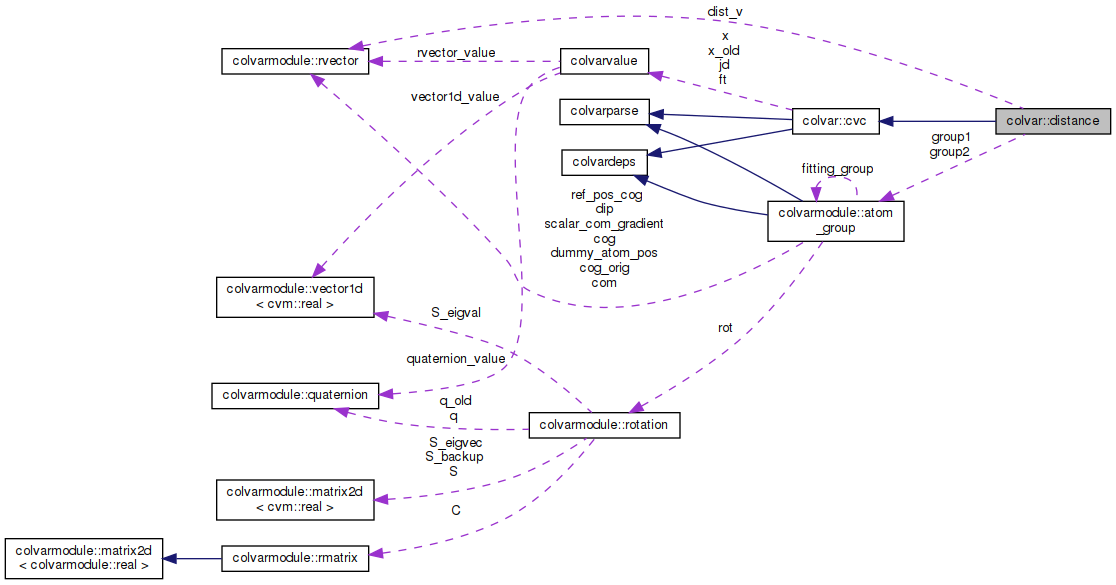 dist_v
colvarmodule::rvector
rvector_value
colvarvalue
x
x_old
jd
ft
vector1d_value
colvarparse
colvar::cvc
colvar::distance
colvardeps
group1
group2
fitting_group
colvarmodule::atom
_group
ref_pos_cog
dip
scalar_com_gradient
cog
dummy_atom_pos
cog_orig
com
colvarmodule::vector1d
< cvm::real >
S_eigval
rot
quaternion_value
colvarmodule::quaternion
q_old
q
colvarmodule::rotation
S_eigvec
S_backup
S
colvarmodule::matrix2d
< cvm::real >
C
colvarmodule::matrix2d
< colvarmodule::real >
colvarmodule::rmatrix